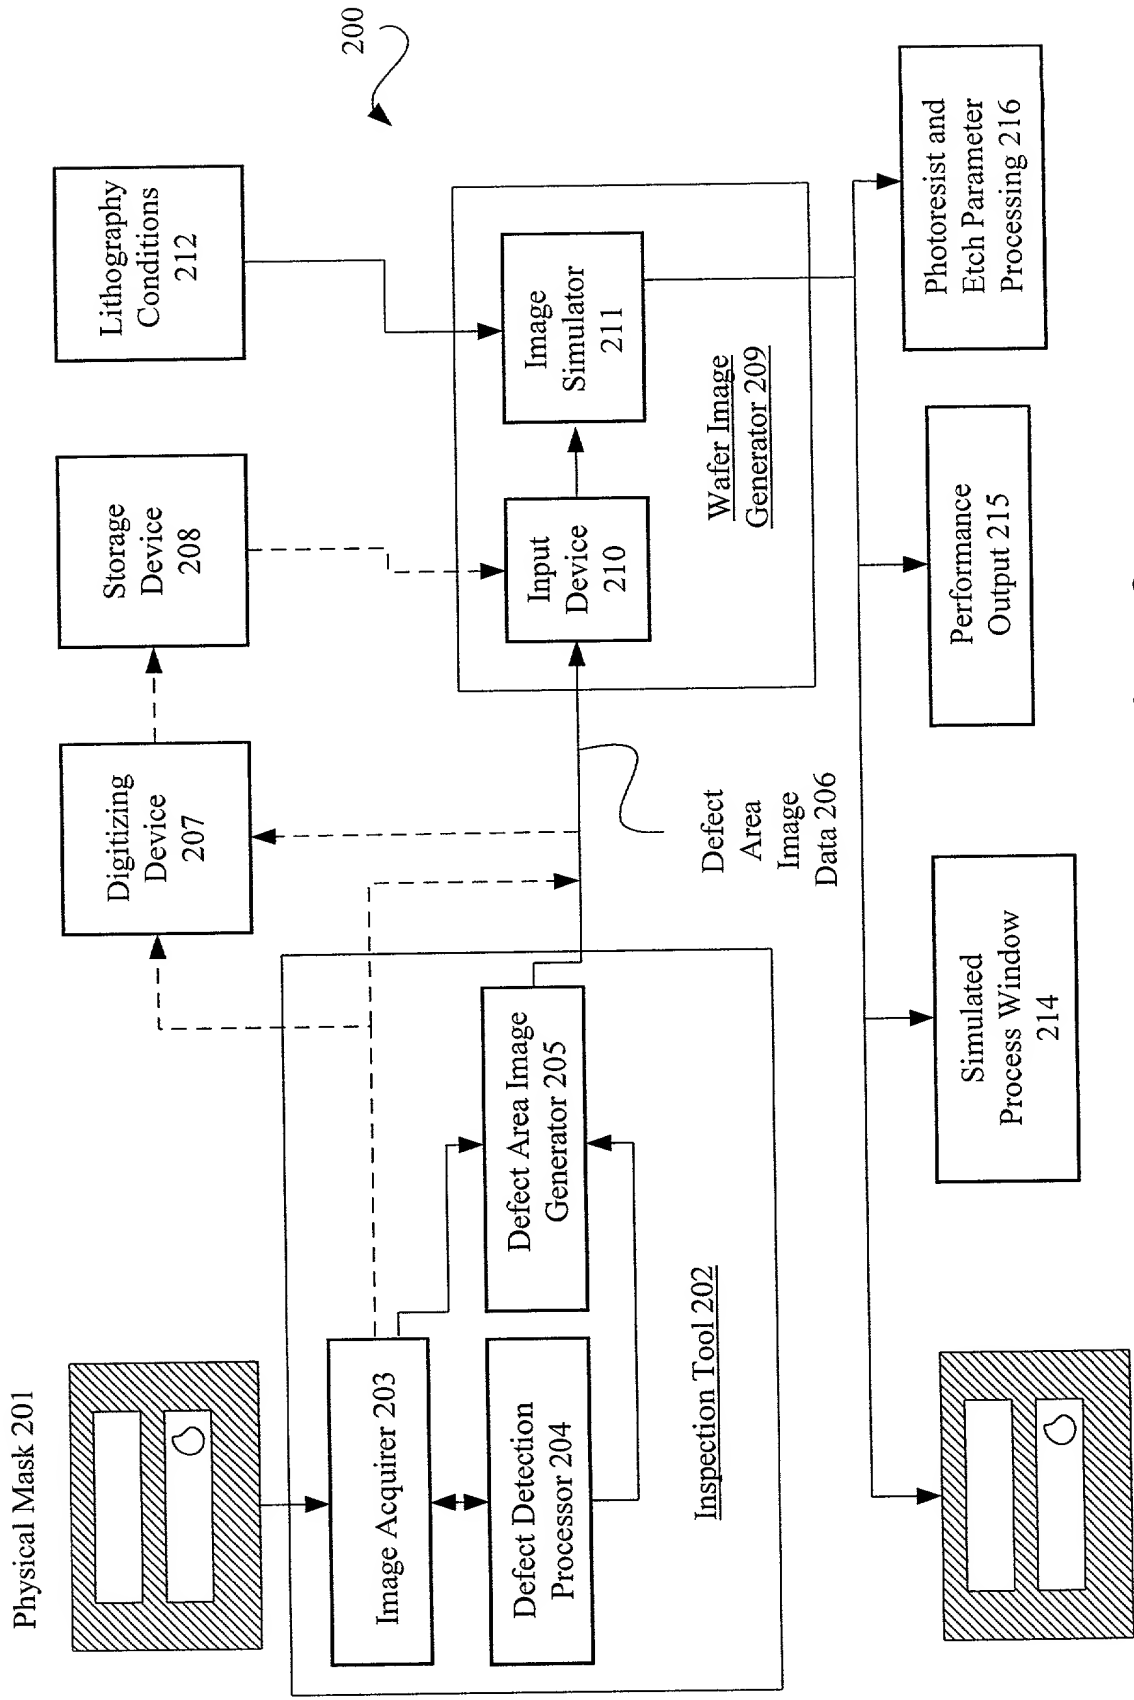 Physical Mask 201
Image Acquirer 203
Defect Detection
Processor 204
Defect Area Image
Generator 205
Inspection Tool 202
Digitizing
Device
207
Storage
Device
208
Lithography
Conditions
212
200
Defect
Area
Image
Data 206
Input
Device
210
Image
Simulator
211
Wafer Image
Generator 209
Simulated
Process Window
214
Performance
Output 215
Photoresist and
Etch Parameter
Processing 216